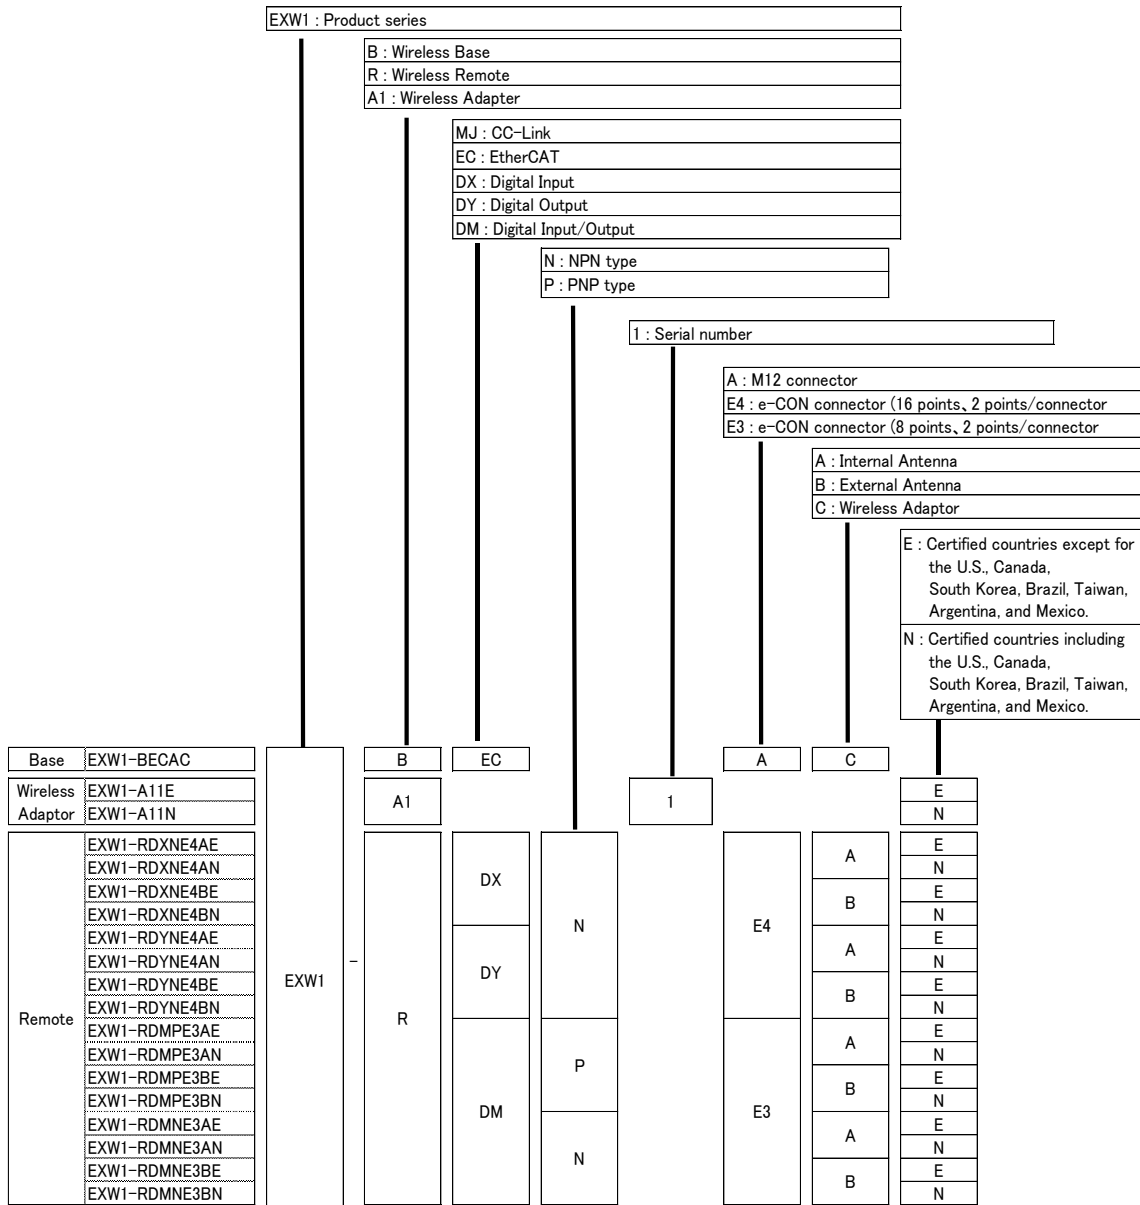 EXW1 : Product series
B : Wireless Base
R : Wireless Remote
A1 : Wireless Adapter
MJ : CC-Link
EC : EtherCAT
DX : Digital Input
DY : Digital Output
DM : Digital Input/Output
N : NPN type
P : PNP type
1 : Serial number
A : M12 connector
E4 : e-CON connector (16 points、2 points/connector
E3 : e-CON connector (8 points、2 points/connector
A : Internal Antenna
B : External Antenna
C : Wireless Adaptor
E : Certified countries except for
the U.S., Canada,
South Korea, Brazil, Taiwan,
Argentina, and Mexico.
N : Certified countries including
the U.S., Canada,
South Korea, Brazil, Taiwan,
Argentina, and Mexico.
Base EXW1-BECAC B EC A C
Wireless Adaptor
EXW1-A11E E
EXW1-A11N N
A1 1
Remote
EXW1-RDXNE4AE
EXW1-RDXNE4AN
EXW1-RDXNE4BE
EXW1-RDXNE4BN
EXW1-RDYNE4AE
EXW1-RDYNE4AN
EXW1-RDYNE4BE
EXW1-RDYNE4BN
EXW1-RDMPE3AE
EXW1-RDMPE3AN
EXW1-RDMPE3BE
EXW1-RDMPE3BN
EXW1-RDMNE3AE
EXW1-RDMNE3AN
EXW1-RDMNE3BE
EXW1-RDMNE3BN
EXW1
-
R
DX
DY
DM
N
P
N
E4
E3
A
B
A
B
A
B
A
B
E
N
E
N
E
N
E
N
E
N
E
N
E
N
E
N